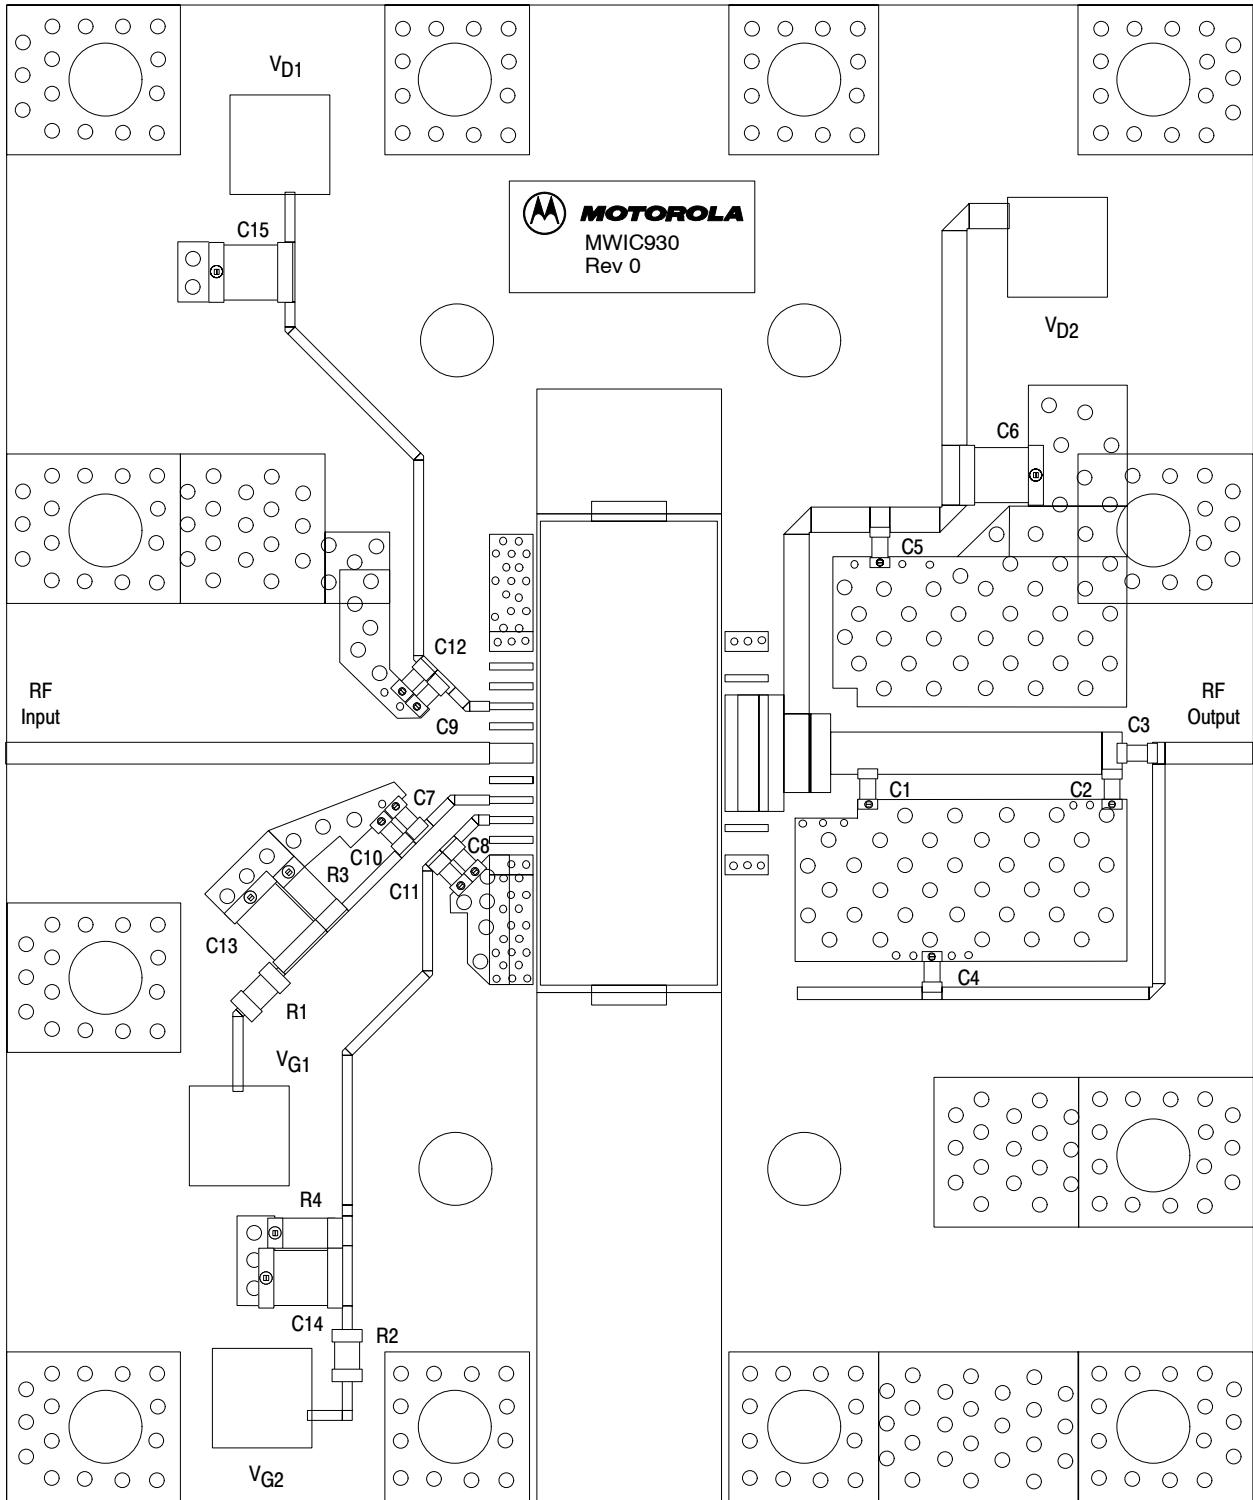 VD1
C15
MOTOROLA
MWIC930
Rev 0
VD2
C6
C5
C12
RF
Input
C9
RF
Output
C3
C7
C1
C2
C10
C8
R3
C11
C13
C4
R1
VG1
R4
C14
R2
VG2